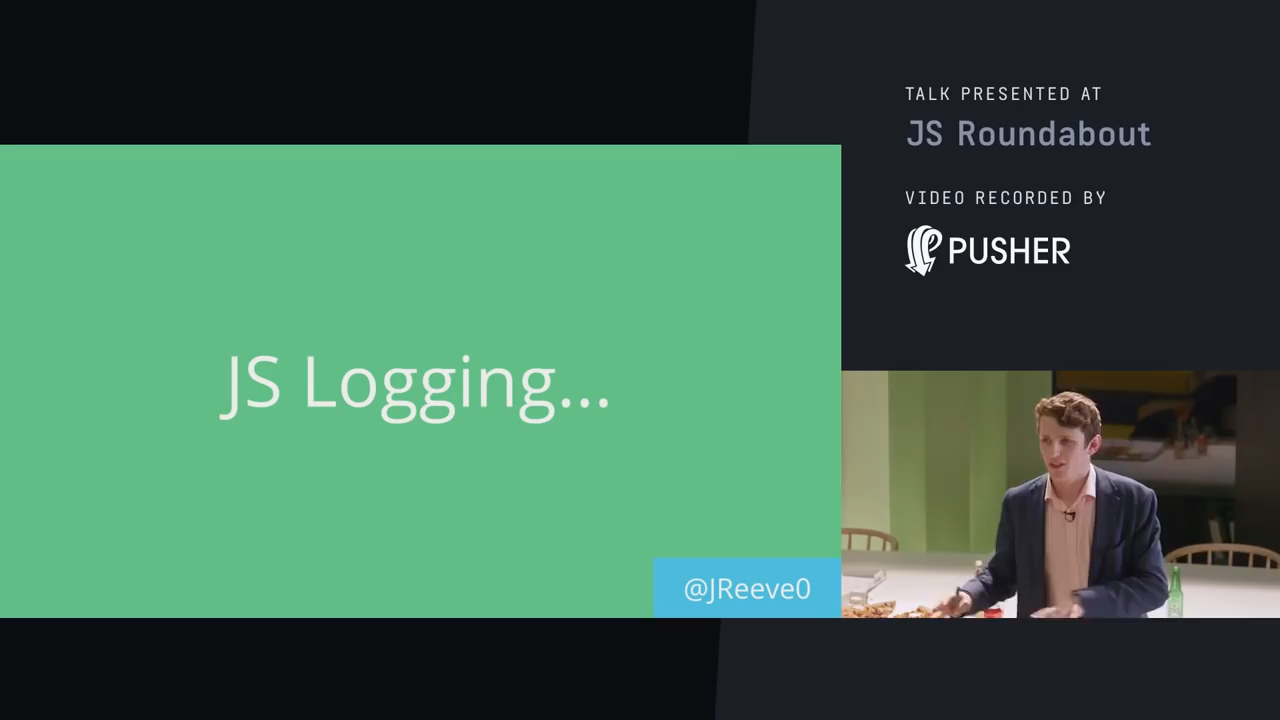 TALK PRESENTED AT
JS Roundabout
VIDEO RECORDED BY
PUSHER
JS Logging...
@JReeve0